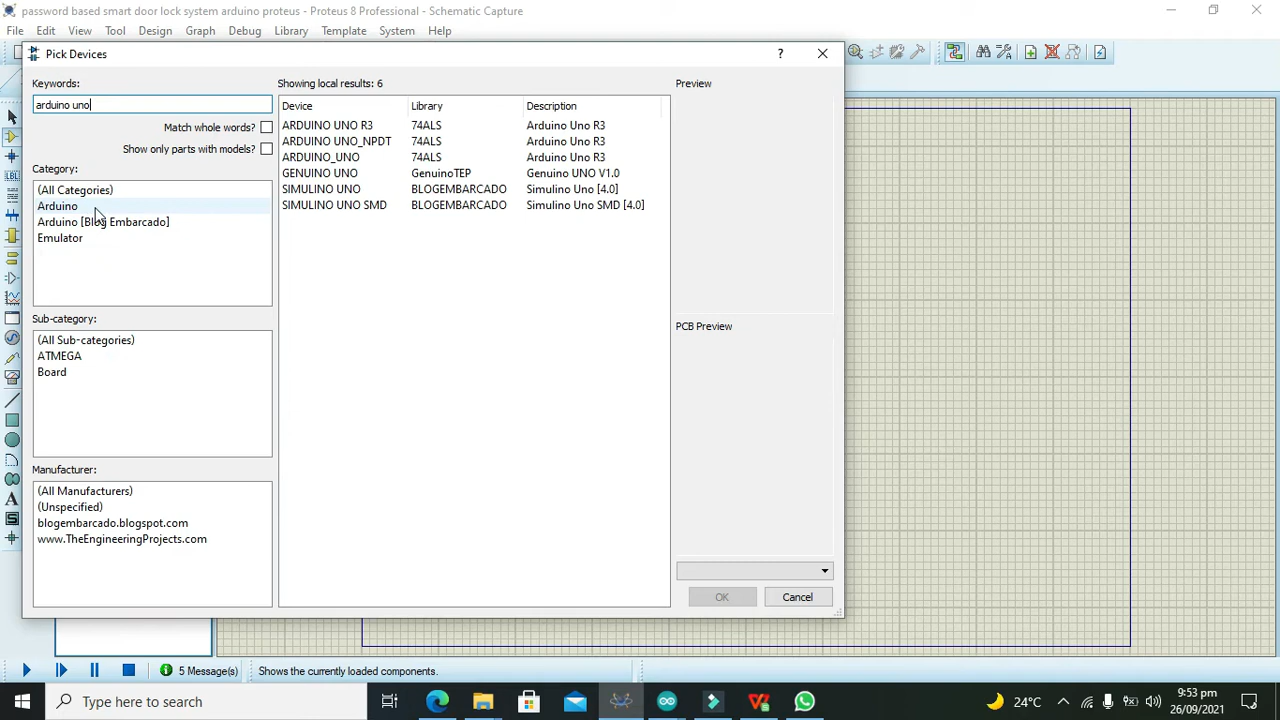 password based smart door lock system arduino proteus - Proteus 8 Professional - Schematic Capture
File Edit View Tool Design Graph Debug Library Template System Help
Pick Devices
?
Keywords:
arduino uno
Match whole words?
Show only parts with models?
Category:
(All Categories)
Arduino
Arduino [Blog Embarcado]
Emulator
Sub-category:
(All Sub-categories)
ATMEGA
Board
Manufacturer:
(All Manufacturers)
(Unspecified)
blogembarcado.blogspot.com
www.TheEngineeringProjects.com
Showing local results: 6
Device Library Description
ARDUINO UNO R3 74ALS Arduino Uno R3
ARDUINO UNO_NPDT 74ALS Arduino Uno R3
ARDUINO_UNO 74ALS Arduino Uno R3
GENUINO UNO GenuinoTEP Genuino UNO V1.0
SIMULINO UNO BLOGEMBARCADO Simulino Uno [4.0]
SIMULINO UNO SMD BLOGEMBARCADO Simulino Uno SMD [4.0]
Preview
PCB Preview
OK Cancel
LBL
A
S
5 Message(s) Shows the currently loaded components.
Type here to search
24°C
9:53 pm
26/09/2021